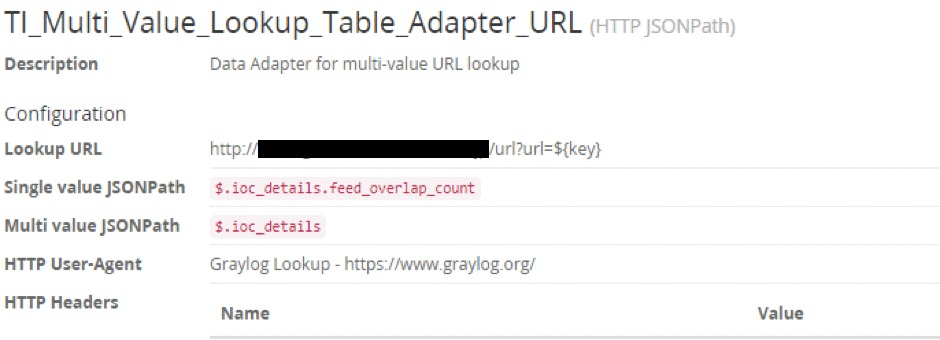 TI_Multi_Value_Lookup_Table_Adapter_URL (HTTP JSONPath)
Description Data Adapter for multi-value URL lookup
Configuration
Lookup URL http:// /url?url=${key}
Single value JSONPath $.ioc_details.feed_overlap_count
Multi value JSONPath $.ioc_details
HTTP User-Agent Graylog Lookup - https://www.graylog.org/
HTTP Headers
Name Value